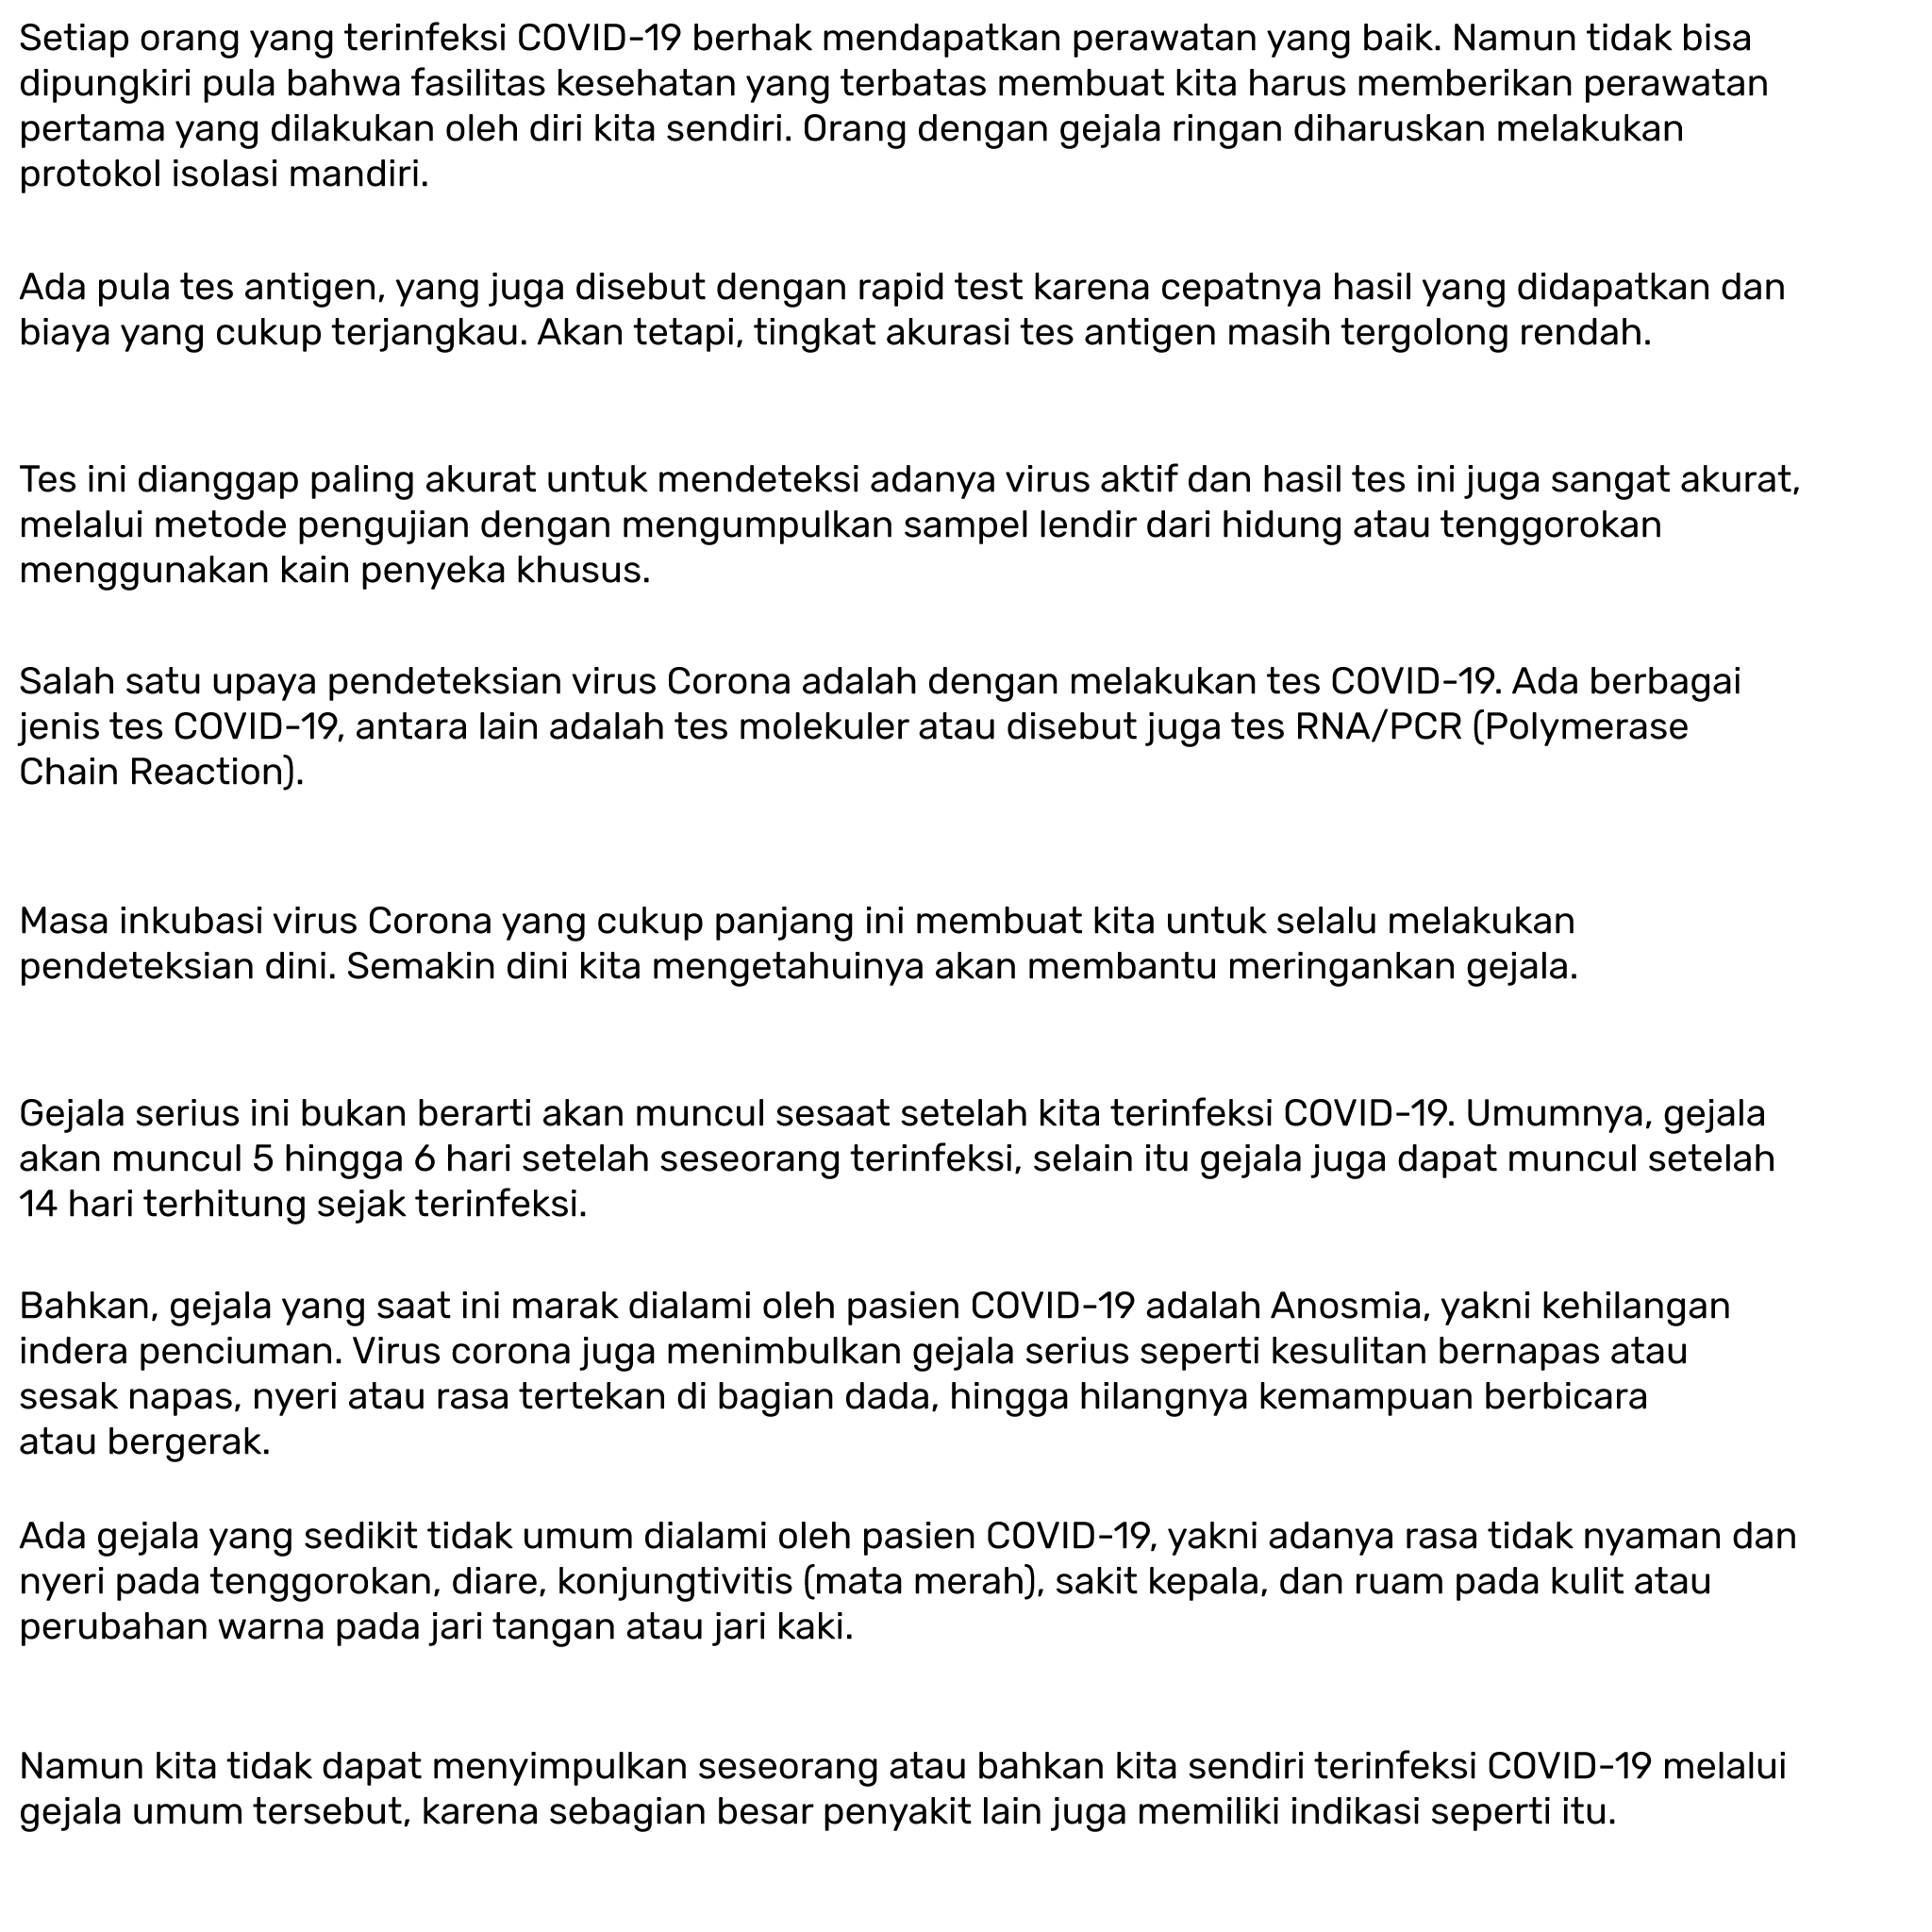 Setiap orang yang terinfeksi COVID-19 berhak mendapatkan perawatan yang baik. Namun tidak bisa
dipungkiri pula bahwa fasilitas kesehatan yang terbatas membuat kita harus memberikan perawatan
pertama yang dilakukan oleh diri kita sendiri. Orang dengan gejala ringan diharuskan melakukan
protokol isolasi mandiri.
Ada pula tes antigen, yang juga disebut dengan rapid test karena cepatnya hasil yang didapatkan dan
biaya yang cukup terjangkau. Akan tetapi, tingkat akurasi tes antigen masih tergolong rendah.
Tes ini dianggap paling akurat untuk mendeteksi adanya virus aktif dan hasil tes ini juga sangat akurat,
melalui metode pengujian dengan mengumpulkan sampel lendir dari hidung atau tenggorokan
menggunakan kain penyeka khusus.
Salah satu upaya pendeteksian virus Corona adalah dengan melakukan tes COVID-19. Ada berbagai
jenis tes COVID-19, antara lain adalah tes molekuler atau disebut juga tes RNA/PCR (Polymerase
Chain Reaction).
Masa inkubasi virus Corona yang cukup panjang ini membuat kita untuk selalu melakukan
pendeteksian dini. Semakin dini kita mengetahuinya akan membantu meringankan gejala.
Gejala serius ini bukan berarti akan muncul sesaat setelah kita terinfeksi COVID-19. Umumnya, gejala
akan muncul 5 hingga 6 hari setelah seseorang terinfeksi, selain itu gejala juga dapat muncul setelah
14 hari terhitung sejak terinfeksi.
Bahkan, gejala yang saat ini marak dialami oleh pasien COVID-19 adalah Anosmia, yakni kehilangan
indera penciuman. Virus corona juga menimbulkan gejala serius seperti kesulitan bernapas atau
sesak napas, nyeri atau rasa tertekan di bagian dada, hingga hilangnya kemampuan berbicara
atau bergerak.
Ada gejala yang sedikit tidak umum dialami oleh pasien COVID-19, yakni adanya rasa tidak nyaman dan
nyeri pada tenggorokan, diare, konjungtivitis (mata merah), sakit kepala, dan ruam pada kulit atau
perubahan warna pada jari tangan atau jari kaki.
Namun kita tidak dapat menyimpulkan seseorang atau bahkan kita sendiri terinfeksi COVID-19 melalui
gejala umum tersebut, karena sebagian besar penyakit lain juga memiliki indikasi seperti itu.